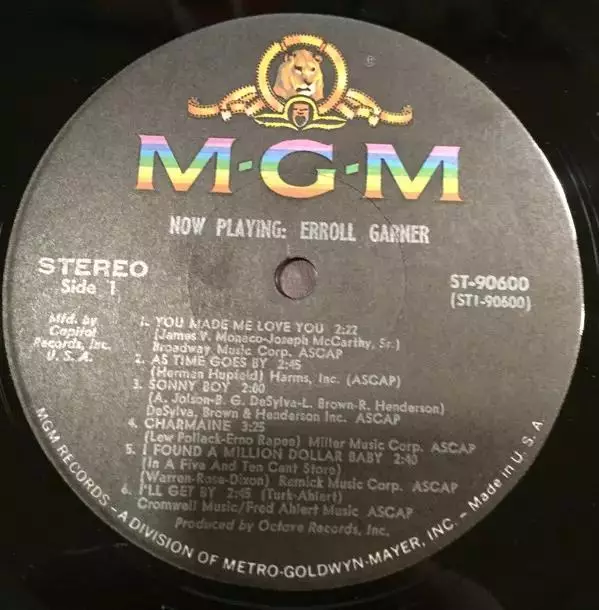 ®
M-G-M
NOW PLAYING: ERROLL GARNER
STEREO
Side 1
ST-90600
(ST1-90600)
Mfd. by
Capitol
Records, Inc.
U. S. A.
1. YOU MADE ME LOVE YOU 2:22
(James V. Monaco-Joseph McCarthy, Sr.)
Broadway Music Corp. ASCAP
2. AS TIME GOES BY 2:45
(Herman Hupfeld) Harms, Inc. (ASCAP)
3. SONNY BOY 2:00
(A. Jolson-B. G. DeSylva-L. Brown-R. Henderson)
DeSylva, Brown & Henderson Inc. ASCAP
4. CHARMAINE 3:25
(Lew Pollack-Erno Rapee) Miller Music Corp. ASCAP
5. I FOUND A MILLION DOLLAR BABY 2:40
(In A Five And Ten Cent Store)
(Warren-Rose-Dixon) Remick Music Corp. ASCAP
6. I'LL GET BY 2:45 (Turk-Ahlert)
Cromwell Music/Fred Ahlert Music ASCAP
Produced by Octave Records, Inc.
MGM RECORDS - A DIVISION OF METRO-GOLDWYN-MAYER, INC. - Made in U. S. A.